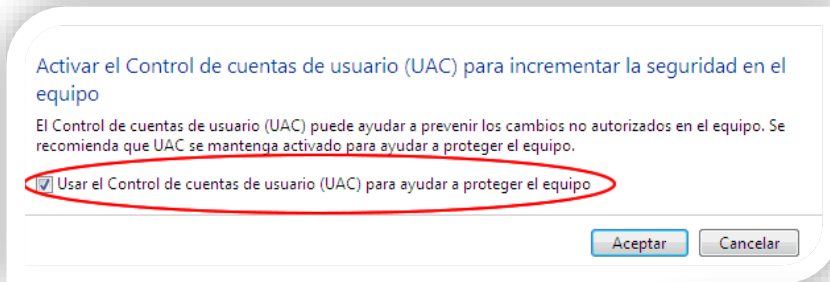 Activar el Control de cuentas de usuario (UAC) para incrementar la seguridad en el
equipo
El Control de cuentas de usuario (UAC) puede ayudar a prevenir los cambios no autorizados en el equipo. Se
recomienda que UAC se mantenga activado para ayudar a proteger el equipo.
Usar el Control de cuentas de usuario (UAC) para ayudar a proteger el equipo
Aceptar Cancelar